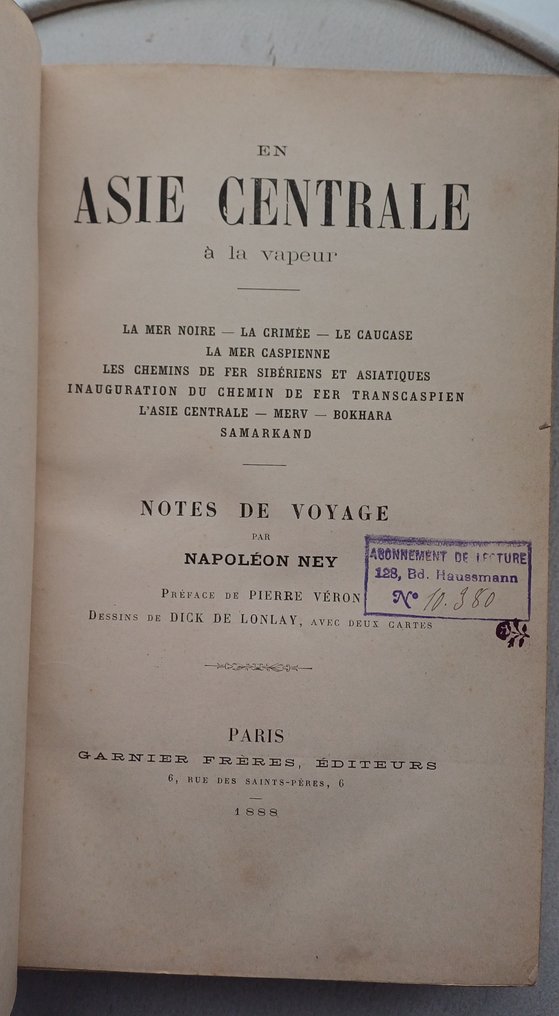 EN
ASIE CENTRALE
à la vapeur
LA MER NOIRE — LA CRIMÉE — LE CAUCASE
LA MER CASPIENNE
LES CHEMINS DE FER SIBÉRIENS ET ASIATIQUES
INAUGURATION DU CHEMIN DE FER TRANSCASPIEN
L'ASIE CENTRALE — MERV — BOKHARA
SAMARKAND
NOTES DE VOYAGE
PAR
NAPOLÉON NEY
PRÉFACE DE PIERRE VÉRON
DESSINS DE DICK DE LONLAY, AVEC DEUX CARTES
ABONNEMENT DE LECTURE
128, Bd. Haussmann
N° 10.380
PARIS
GARNIER FRÈRES, ÉDITEURS
6, RUE DES SAINTS-PÈRES, 6
1888